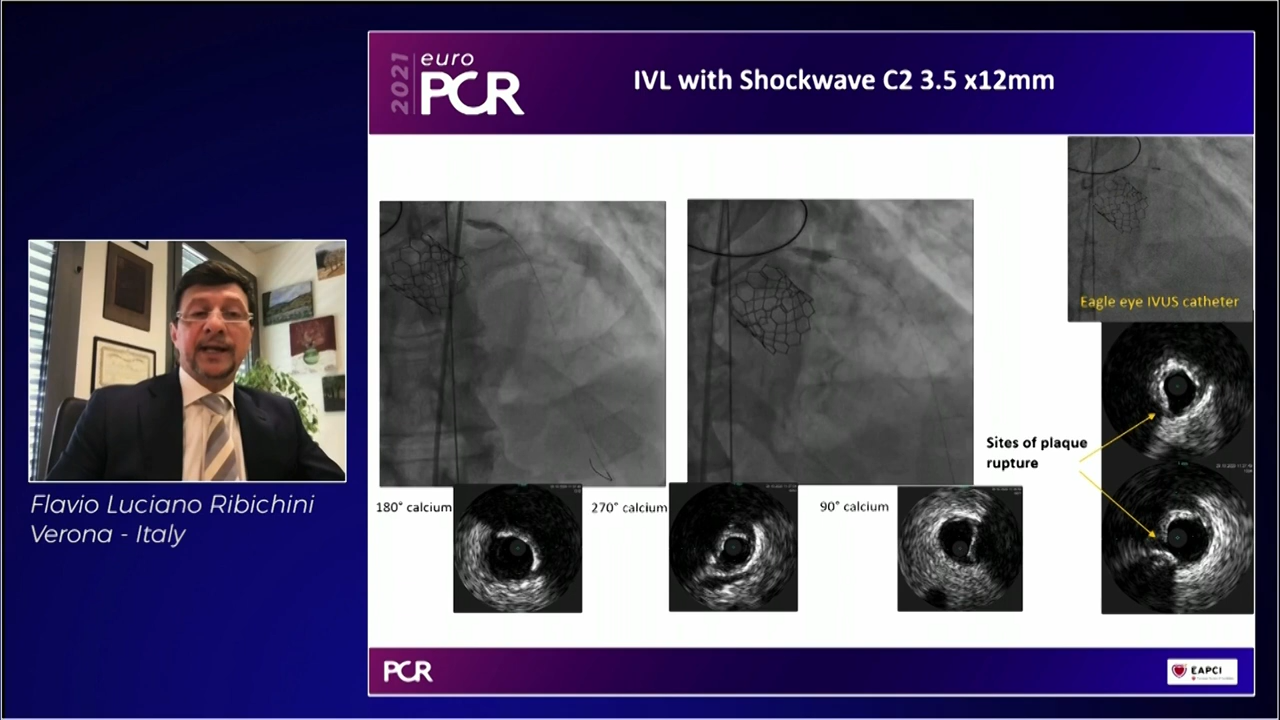 2021
euro
PCR
IVL with Shockwave C2 3.5 x12mm
Eagle eye IVUS catheter
Sites of plaque
rupture
180° calcium
270° calcium
90° calcium
Flavio Luciano Ribichini
Verona - Italy
PCR
EAPCI